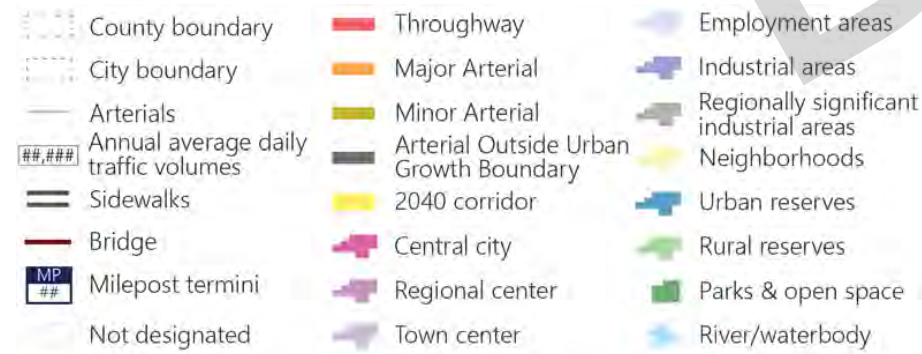 County boundary
City boundary
Arterials
##,### Annual average daily
traffic volumes
Sidewalks
Bridge
MP
## Milepost termini
Not designated
Throughway
Major Arterial
Minor Arterial
Arterial Outside Urban
Growth Boundary
2040 corridor
Central city
Regional center
Town center
Employment areas
Industrial areas
Regionally significant
industrial areas
Neighborhoods
Urban reserves
Rural reserves
Parks & open space
River/waterbody